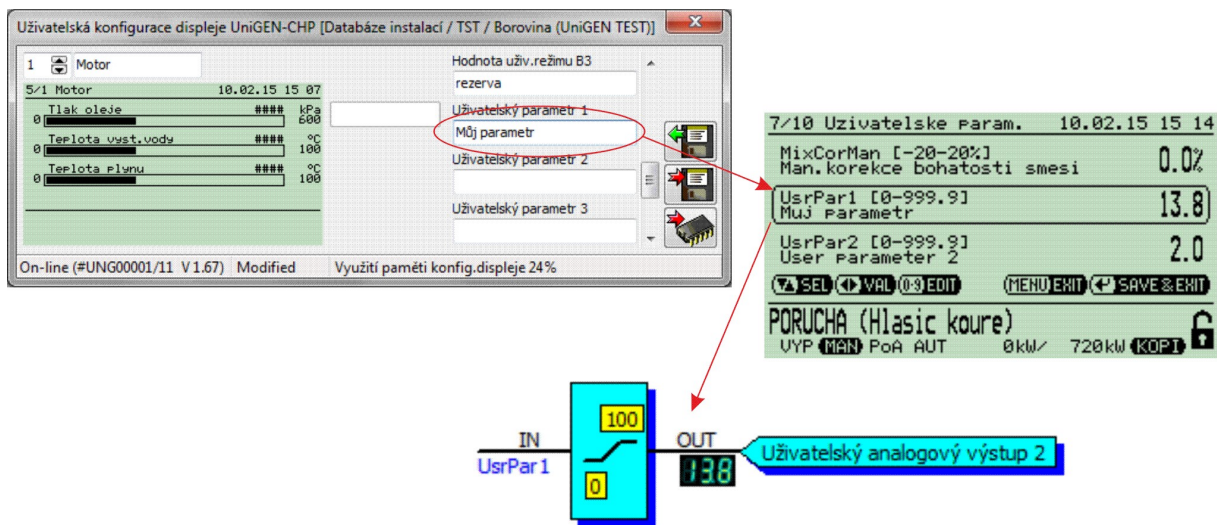 Uživatelská konfigurace displeje UniGEN-CHP [Databáze instalací / TST / Borovina (UniGEN TEST)]
1 Motor
5/1 Motor 10.02.15 15 07
Tlak oleje #### kPa
0 600
Teplota vyst.vody #### °C
0 100
Teplota plynu #### °C
0 100
Hodnota uživ.režimu B3
rezerva
Uživatelský parametr 1
Můj parametr
Uživatelský parametr 2
Uživatelský parametr 3
On-line (#UNG00001/11 V 1.67) Modified Využití paměti konfig.displeje 24%
7/10 Uzivatelske param. 10.02.15 15 14
MixCorMan [-20-20%] 0.0%
Man.korekce bohatosti smesi
UsrPar1 [0-999.9] 13.8
Muj parametr
UsrPar2 [0-999.9] 2.0
User parameter 2
SEL VAL 0-9 EDIT MENU EXIT SAVE&EXIT
PORUCHA (Hlasic koure)
VYP MAN PoA AUT 0kW/ 720kW KOPI
100
IN OUT
UsrPar1 13.8 Uživatelský analogový výstup 2
0